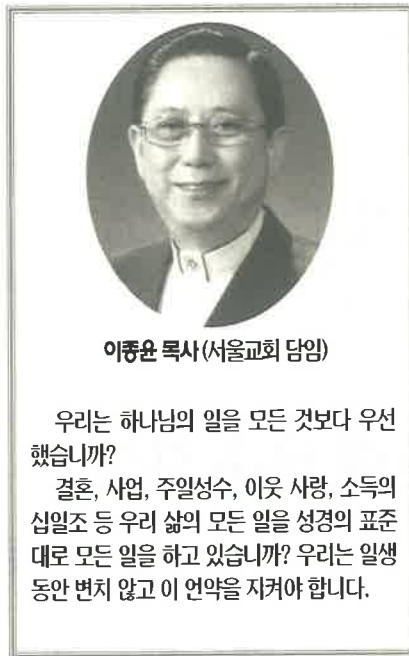 이종윤 목사 (서울교회 담임)
우리는 하나님의 일을 모든 것보다 우선
했습니까?
결혼, 사업, 주일성수, 이웃 사랑, 소득의
십일조 등 우리 삶의 모든 일을 성경의 표준
대로 모든 일을 하고 있습니까? 우리는 일생
동안 변치 않고 이 언약을 지켜야 합니다.